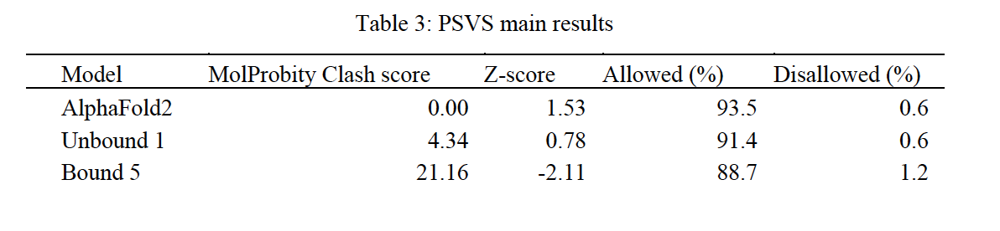 Table 3: PSVS main results
Model MolProbity Clash score Z-score Allowed (%) Disallowed (%)
AlphaFold2 0.00 1.53 93.5 0.6
Unbound 1 4.34 0.78 91.4 0.6
Bound 5 21.16 -2.11 88.7 1.2